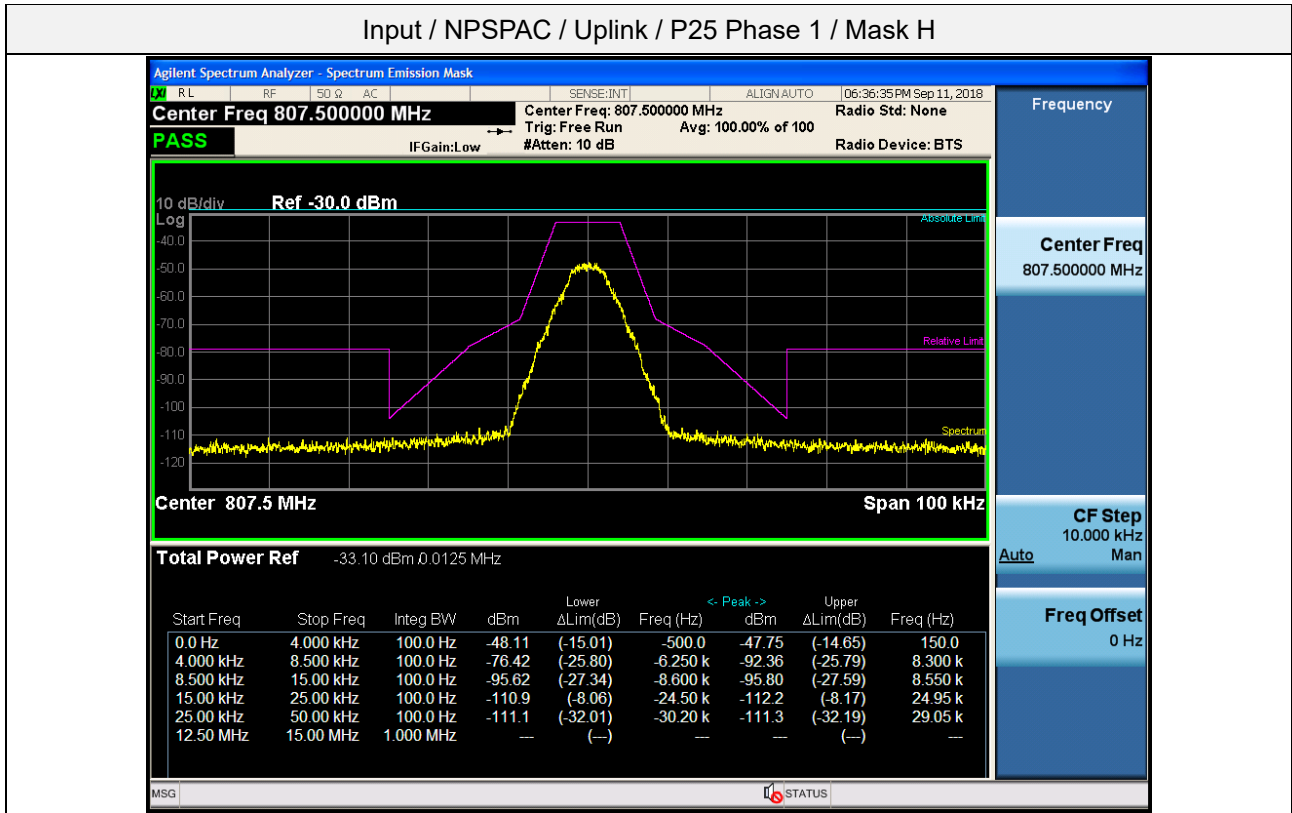 Input / NPSPAC / Uplink / P25 Phase 1 / Mask H
Agilent Spectrum Analyzer - Spectrum Emission Mask
LXI RL RF 50 Ω AC SENSE:INT ALIGN AUTO 06:36:35 PM Sep 11, 2018
Center Freq 807.500000 MHz
Center Freq: 807.500000 MHz Radio Std: None
Trig: Free Run Avg: 100.00% of 100
PASS IFGain:Low #Atten: 10 dB Radio Device: BTS
10 dB/div Ref -30.0 dBm
Log
Absolute Limit
-40.0
-50.0
-60.0
-70.0
Relative Limit
-80.0
-90.0
-100
-110
Spectrum
-120
Center 807.5 MHz Span 100 kHz
Total Power Ref -33.10 dBm /0.0125 MHz
Lower <- Peak -> Upper
Start Freq Stop Freq Integ BW dBm ΔLim(dB) Freq (Hz) dBm ΔLim(dB) Freq (Hz)
0.0 Hz 4.000 kHz 100.0 Hz -48.11 (-15.01) -500.0 -47.75 (-14.65) 150.0
4.000 kHz 8.500 kHz 100.0 Hz -76.42 (-25.80) -6.250 k -92.36 (-25.79) 8.300 k
8.500 kHz 15.00 kHz 100.0 Hz -95.62 (-27.34) -8.600 k -95.80 (-27.59) 8.550 k
15.00 kHz 25.00 kHz 100.0 Hz -110.9 (-8.06) -24.50 k -112.2 (-8.17) 24.95 k
25.00 kHz 50.00 kHz 100.0 Hz -111.1 (-32.01) -30.20 k -111.3 (-32.19) 29.05 k
12.50 MHz 15.00 MHz 1.000 MHz --- (---) --- --- (---) ---
MSG STATUS
Frequency
Center Freq
807.500000 MHz
CF Step
10.000 kHz
Auto Man
Freq Offset
0 Hz